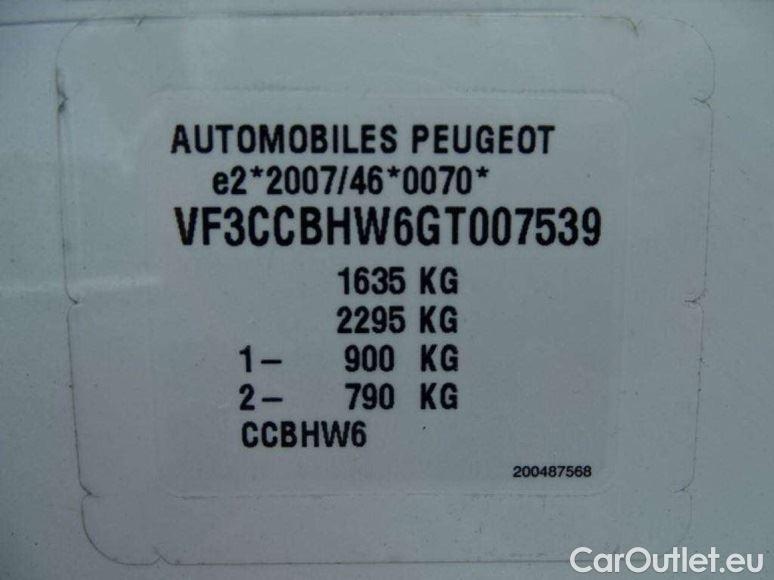 AUTOMOBILES PEUGEOT
e2*2007/46*0070*
VF3CCBHW6GT007539
1635 KG
2295 KG
1- 900 KG
2- 790 KG
CCBHW6
200487568
CarOutlet.eu